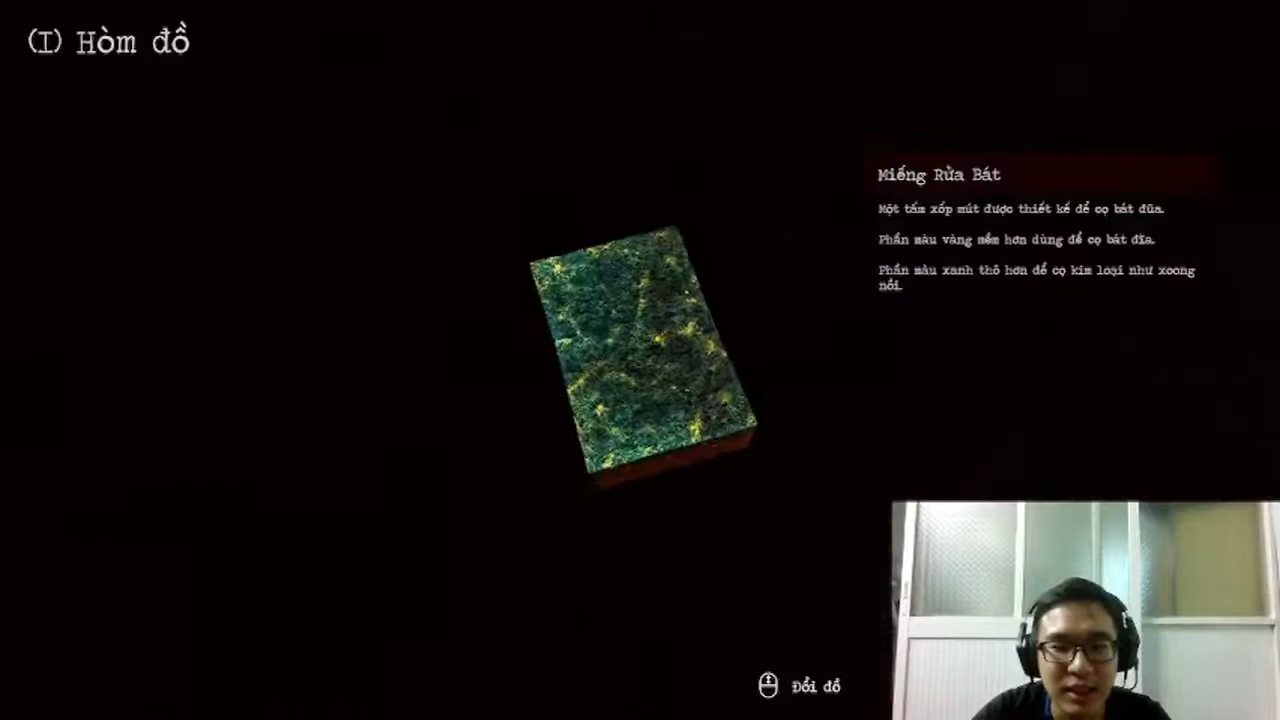 (I) Hòm đồ
Miếng Rửa Bát
Một tấm xốp mút được thiết kế để cọ bát đũa.
Phần màu vàng mềm hơn dùng để cọ bát đĩa.
Phần màu xanh thô hơn để cọ kim loại như xoong
nồi.
Đổi đồ